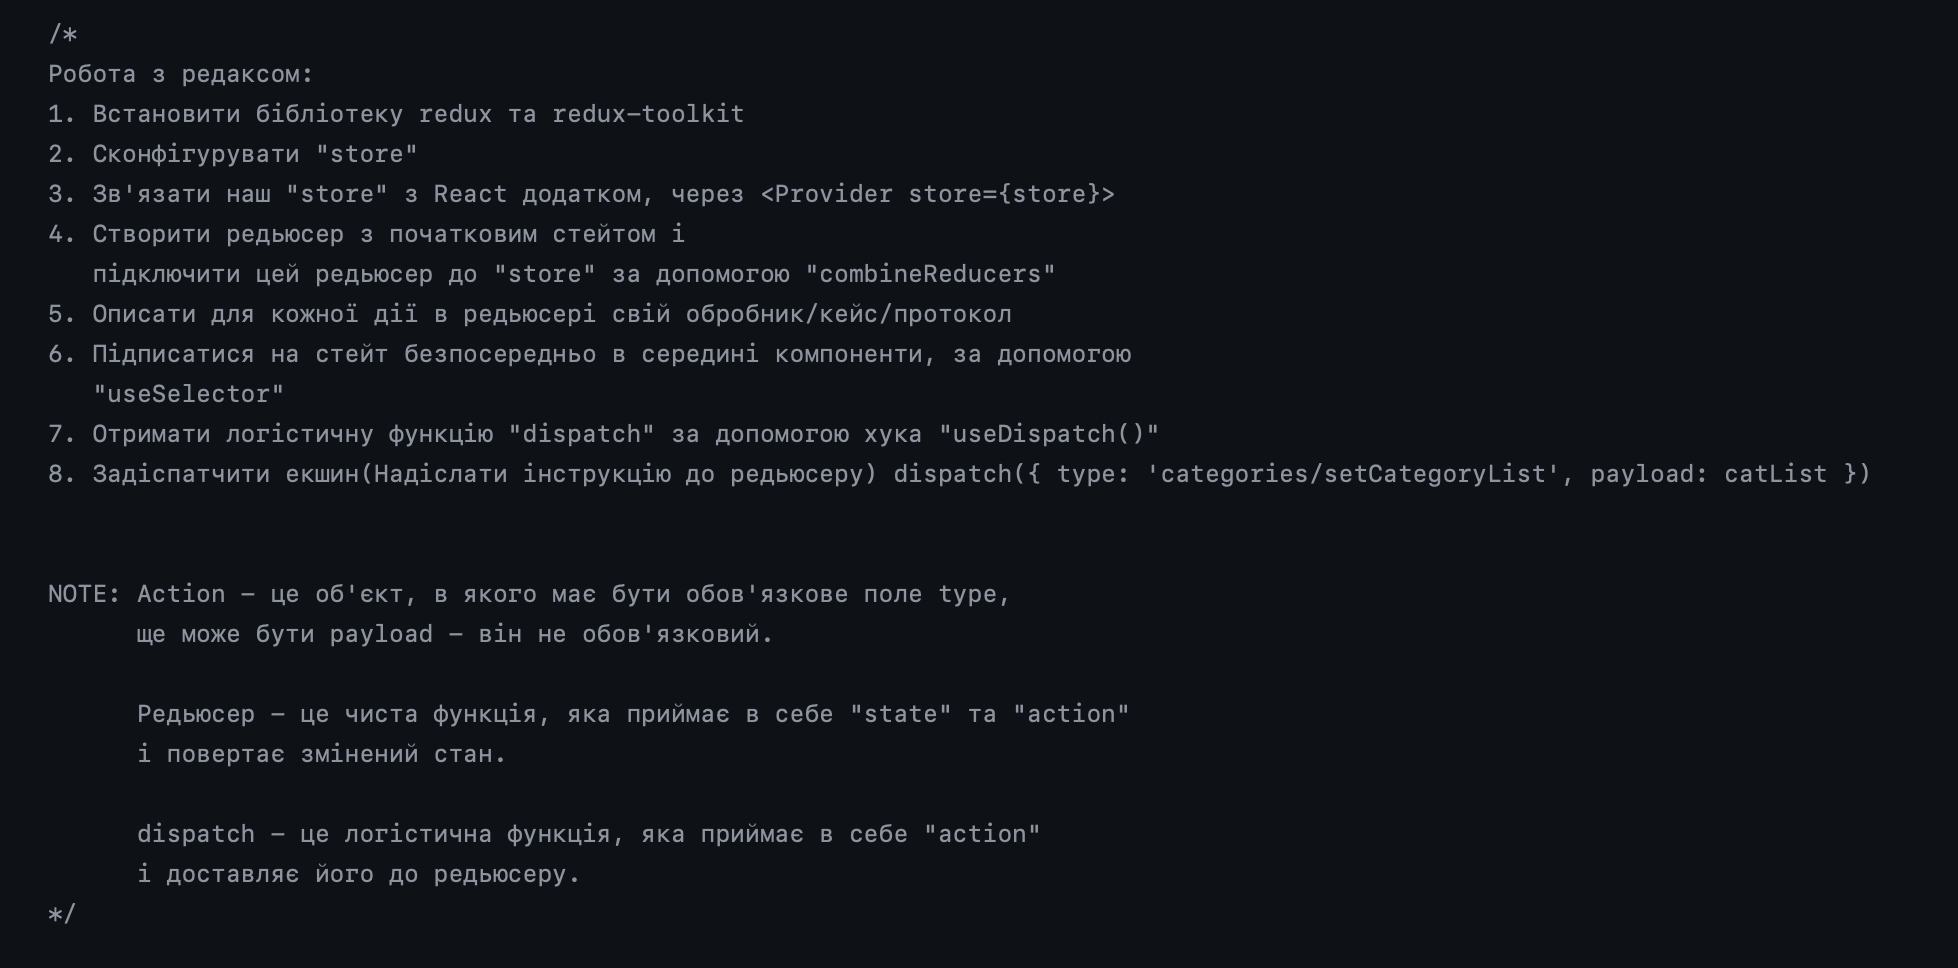 /*
Робота з редаксом:
1. Встановити бібліотеку redux та redux-toolkit
2. Сконфігурувати "store"
3. Зв'язати наш "store" з React додатком, через <Provider store={store}>
4. Створити редьюсер з початковим стейтом і
підключити цей редьюсер до "store" за допомогою "combineReducers"
5. Описати для кожної дії в редьюсері свій обробник/кейс/протокол
6. Підписатися на стейт безпосередньо в середині компоненти, за допомогою
"useSelector"
7. Отримати логістичну функцію "dispatch" за допомогою хука "useDispatch()"
8. Задіспатчити екшин(Надіслати інструкцію до редьюсеру) dispatch({ type: 'categories/setCategoryList', payload: catList })
NOTE: Action – це об'єкт, в якого має бути обов'язкове поле type,
ще може бути payload – він не обов'язковий.
Редьюсер – це чиста функція, яка приймає в себе "state" та "action"
і повертає змінений стан.
dispatch – це логістична функція, яка приймає в себе "action"
і доставляє його до редьюсеру.
*/